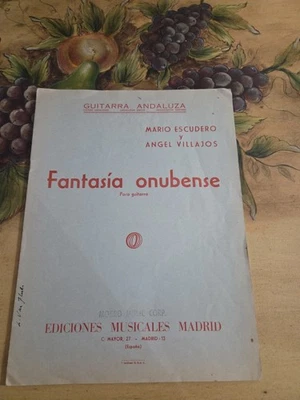 GUITARRA ANDALUZA
MARIO ESCUDERO
y
ANGEL VILLAJOS
Fantasía onubense
Para guitarra
EDICIONES MUSICALES MADRID
C. MAYOR, 27 - MADRID-13
(España)